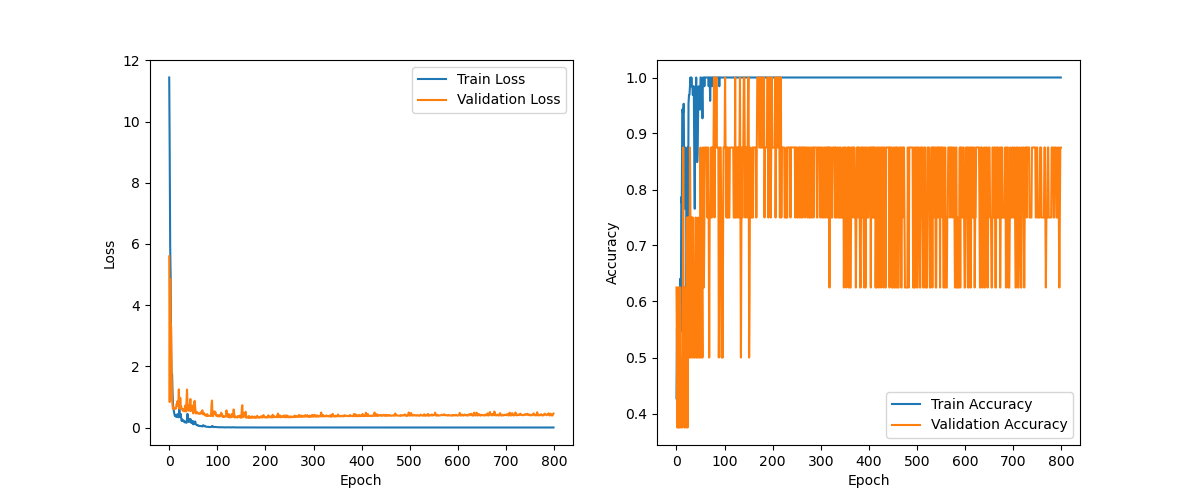 12
10
8
6
4
2
0
Loss
0 100 200 300 400 500 600 700 800
Epoch
Train Loss
Validation Loss
1.0
0.9
0.8
0.7
0.6
0.5
0.4
Accuracy
0 100 200 300 400 500 600 700 800
Epoch
Train Accuracy
Validation Accuracy